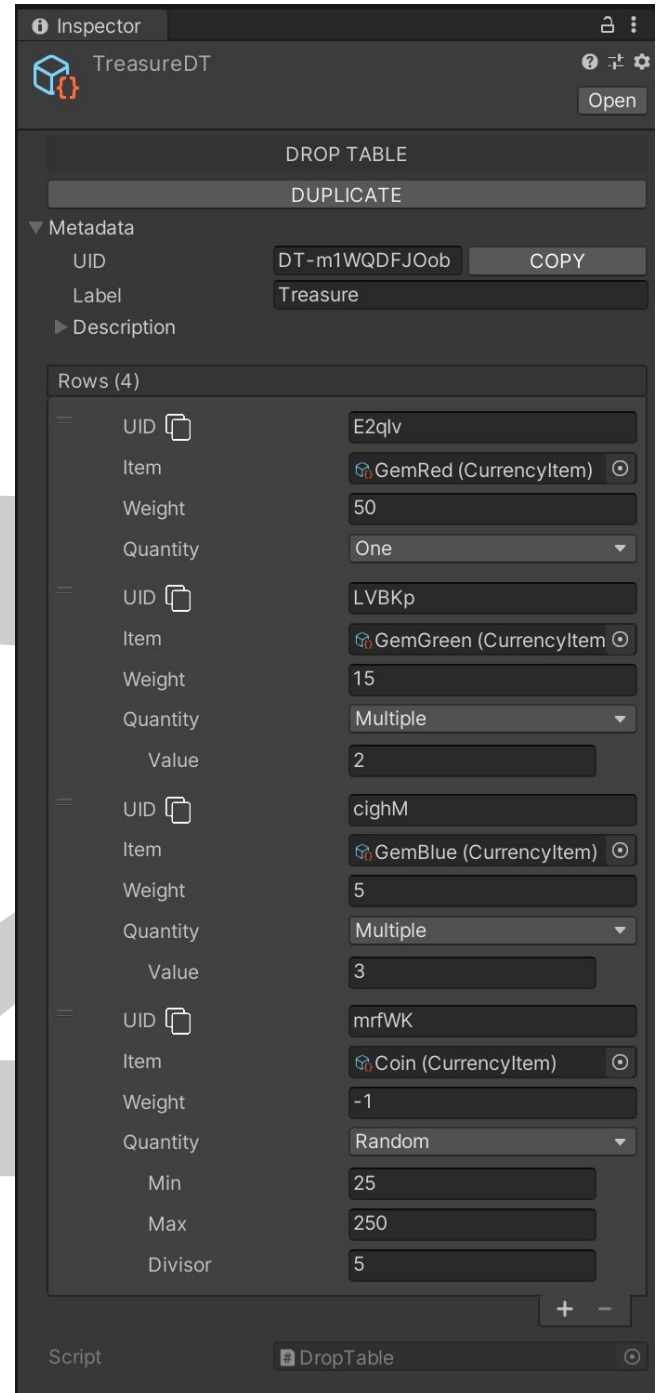 Inspector
TreasureDT
Open
DROP TABLE
DUPLICATE
Metadata
UID DT-m1WQDFJOob COPY
Label Treasure
Description
Rows (4)
UID E2qlv
Item GemRed (CurrencyItem)
Weight 50
Quantity One
UID LVBKp
Item GemGreen (CurrencyItem
Weight 15
Quantity Multiple
Value 2
UID cighM
Item GemBlue (CurrencyItem)
Weight 5
Quantity Multiple
Value 3
UID mrfWK
Item Coin (CurrencyItem)
Weight -1
Quantity Random
Min 25
Max 250
Divisor 5
+ −
Script DropTable